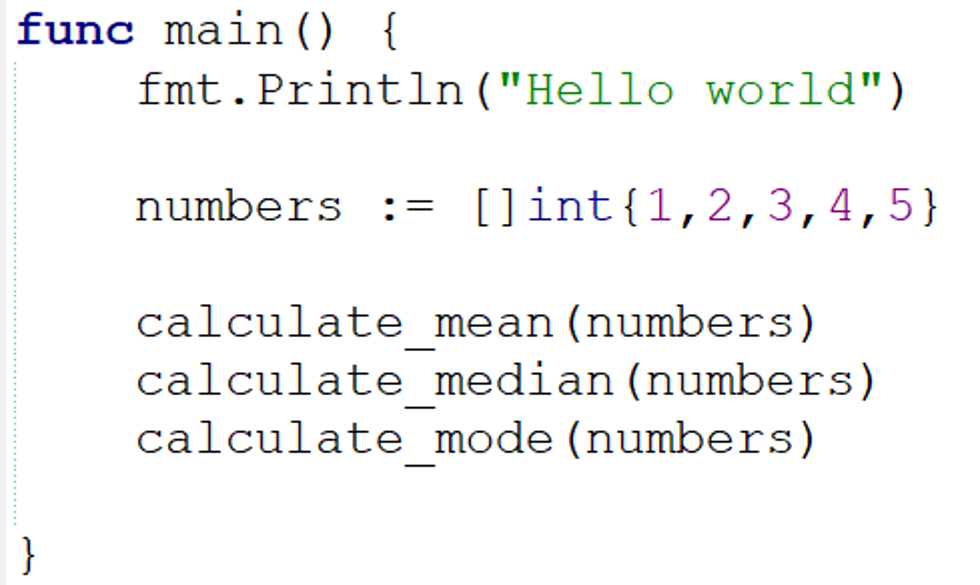 func main() {
    fmt.Println("Hello world")
    numbers := []int{1,2,3,4,5}
    calculate_mean(numbers)
    calculate_median(numbers)
    calculate_mode(numbers)
}